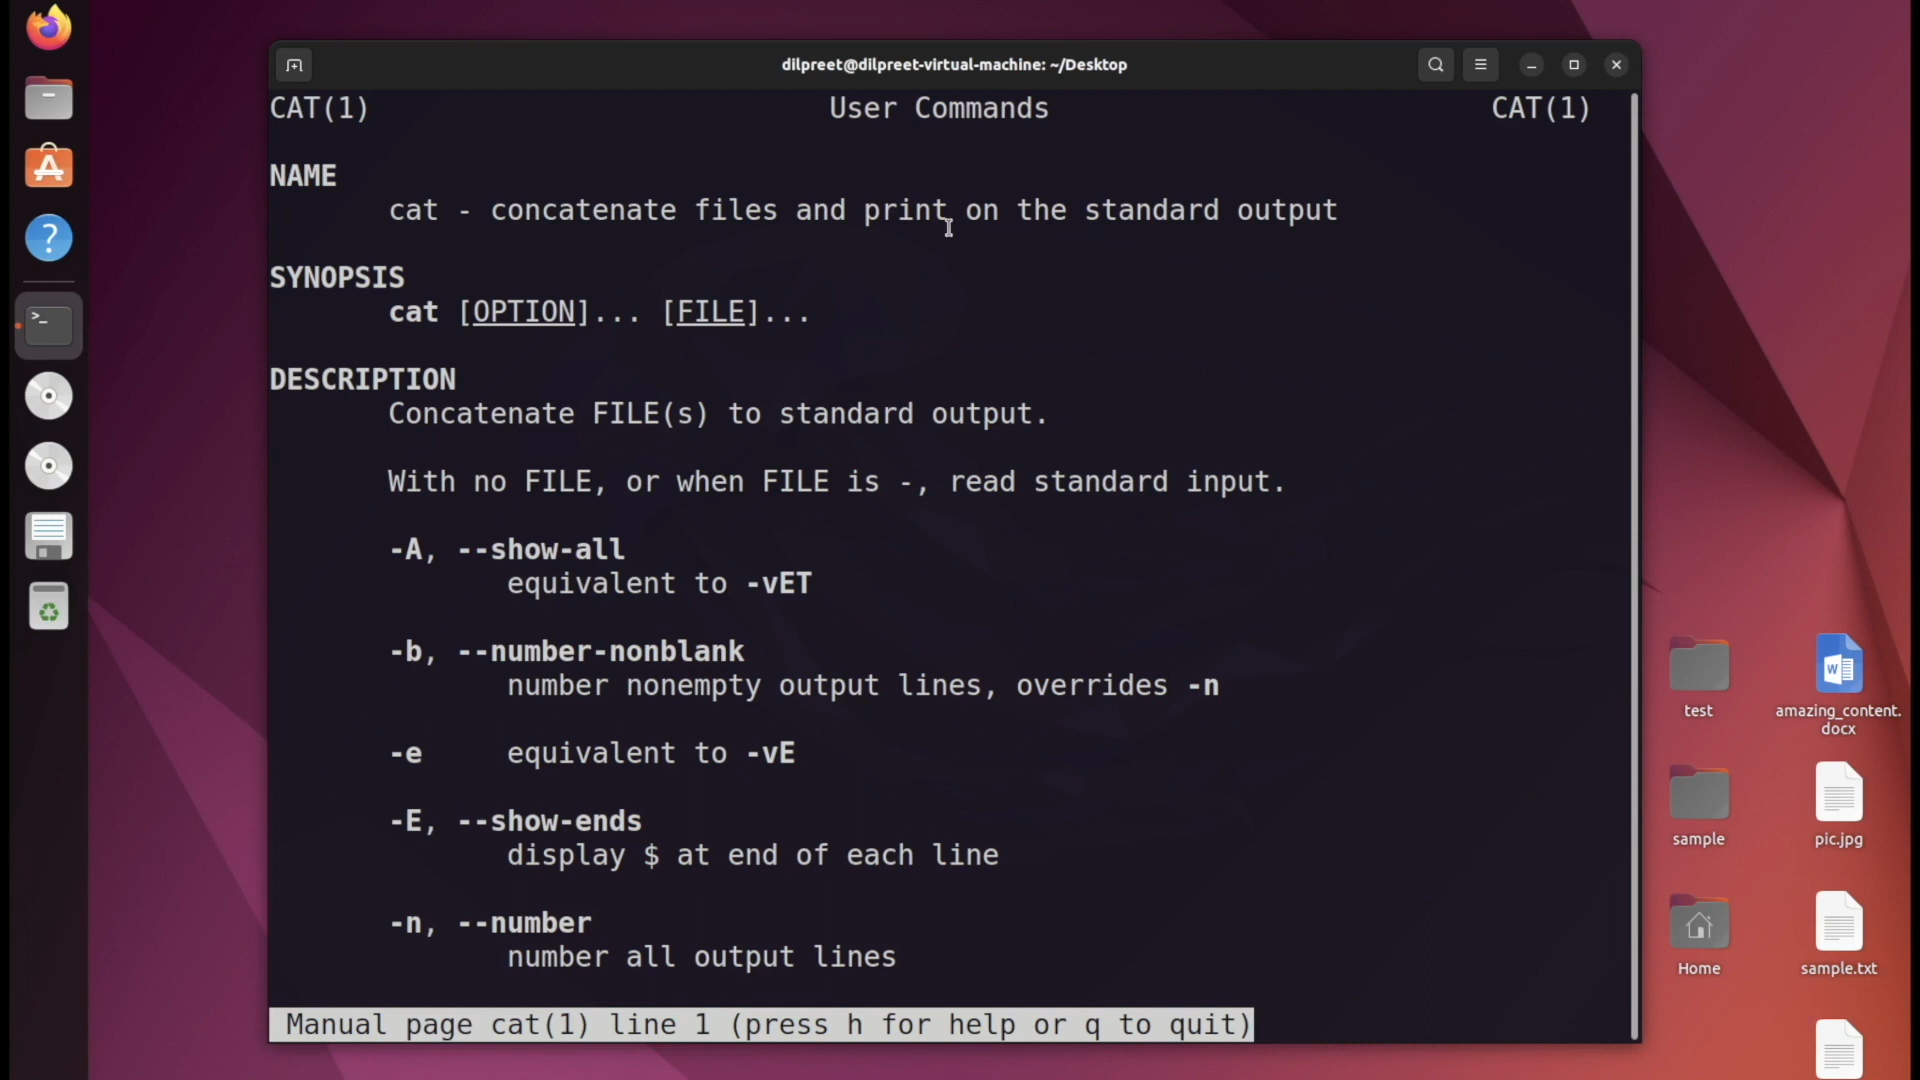 dilpreet@dilpreet-virtual-machine: ~/Desktop
CAT(1) User Commands CAT(1)
NAME
cat - concatenate files and print on the standard output
SYNOPSIS
cat [OPTION]... [FILE]...
DESCRIPTION
Concatenate FILE(s) to standard output.
With no FILE, or when FILE is -, read standard input.
-A, --show-all
equivalent to -vET
-b, --number-nonblank
number nonempty output lines, overrides -n
-e equivalent to -vE
-E, --show-ends
display $ at end of each line
-n, --number
number all output lines
Manual page cat(1) line 1 (press h for help or q to quit)
test
amazing_content.
docx
sample
pic.jpg
Home
sample.txt